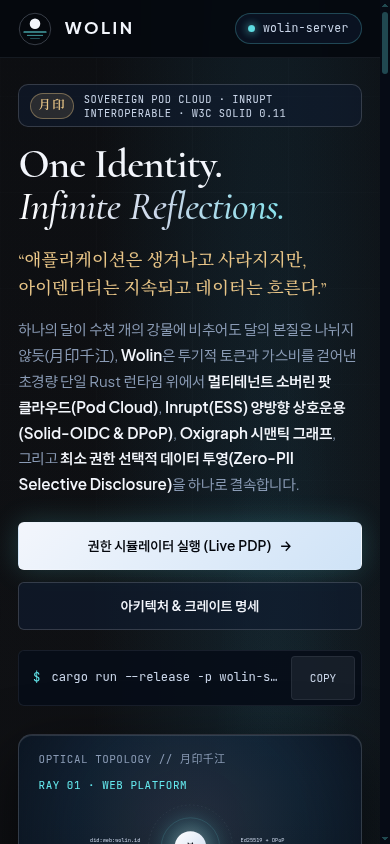 WOLIN
wolin-server
月印
SOVEREIGN POD CLOUD · INRUPT
INTEROPERABLE · W3C SOLID 0.11
One Identity.
Infinite Reflections.
“애플리케이션은 생겨나고 사라지지만,
아이덴티티는 지속되고 데이터는 흐른다.”
하나의 달이 수천 개의 강물에 비추어도 달의 본질은 나뉘지
않듯(月印千江), Wolin은 투기적 토큰과 가스비를 걷어낸
초경량 단일 Rust 런타임 위에서 멀티테넌트 소버린 팟
클라우드(Pod Cloud), Inrupt(ESS) 양방향 상호운용
(Solid-OIDC & DPoP), Oxigraph 시맨틱 그래프,
그리고 최소 권한 선택적 데이터 투영(Zero-PII
Selective Disclosure)을 하나로 결속합니다.
권한 시뮬레이터 실행 (Live PDP) →
아키텍처 & 크레이트 명세
$ cargo run --release -p wolin-s…
COPY
OPTICAL TOPOLOGY // 月印千江
RAY 01 · WEB PLATFORM
did:web:wolin.id
Ed25519 + DPoP